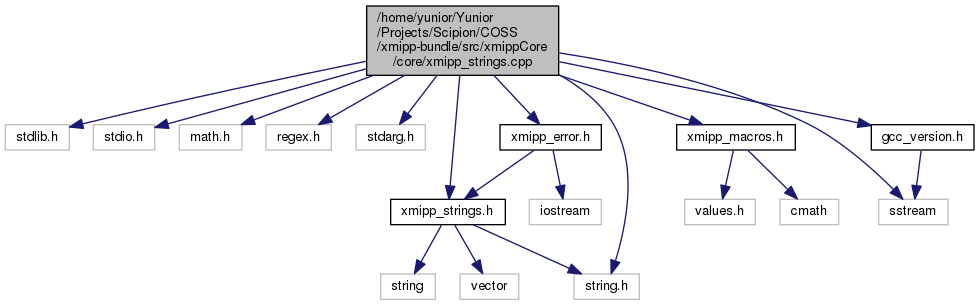 /home/yunior/Yunior
/Projects/Scipion/COSS
/xmipp-bundle/src/xmippCore
/core/xmipp_strings.cpp
stdlib.h
stdio.h
math.h
regex.h
stdarg.h
xmipp_error.h
xmipp_macros.h
gcc_version.h
xmipp_strings.h
iostream
values.h
cmath
sstream
string
vector
string.h